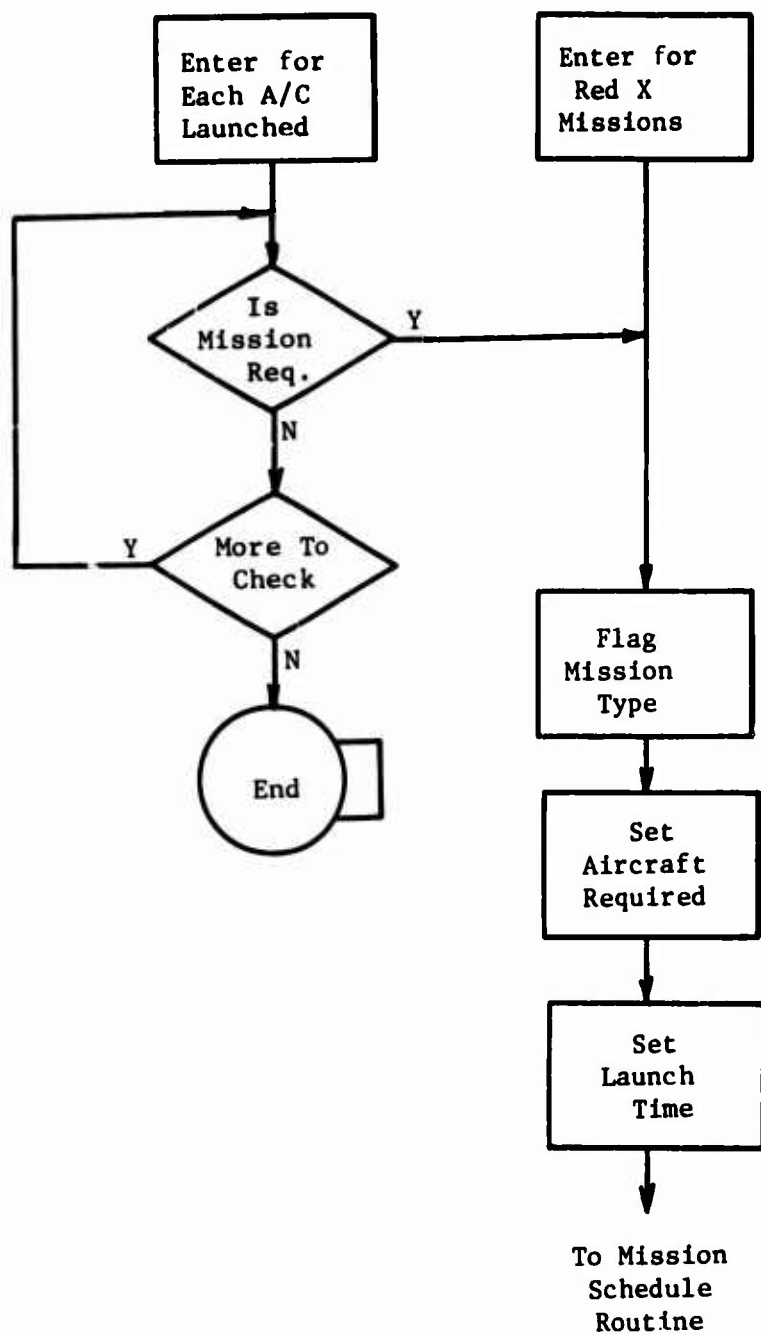 Enter for
Each A/C
Launched
Enter for
Red X
Missions
Is
Mission
Req.
Y
N
More To
Check
Y
N
End
Flag
Mission
Type
Set
Aircraft
Required
Set
Launch
Time
To Mission
Schedule
Routine